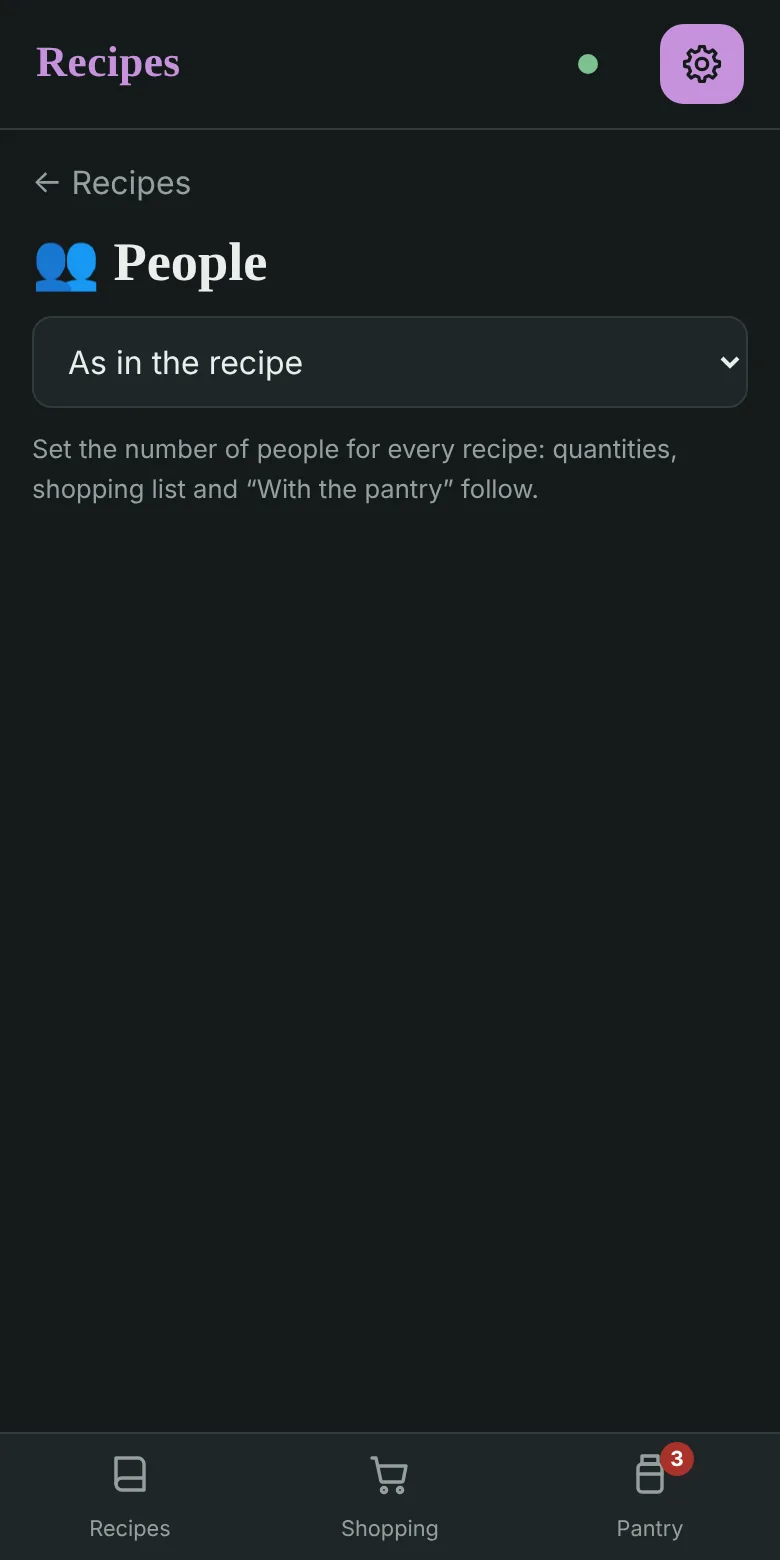 Recipes
← Recipes
👥 People
As in the recipe
Set the number of people for every recipe: quantities,
shopping list and “With the pantry” follow.
3
Recipes
Shopping
Pantry